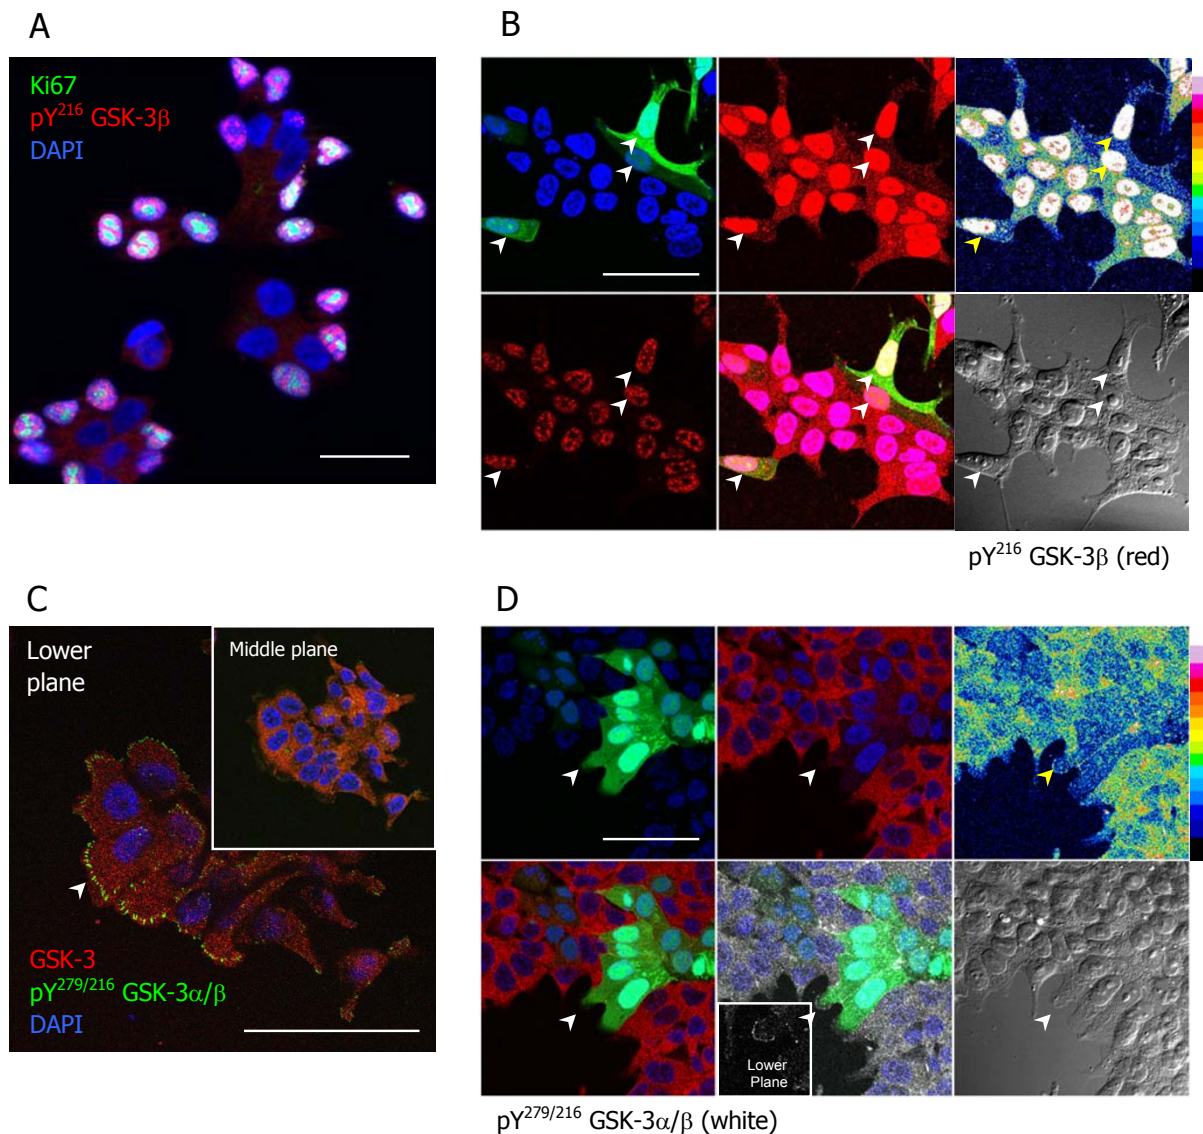 A
Ki67
pY²¹⁶ GSK-3β
DAPI
B
pY²¹⁶ GSK-3β (red)
C
Lower
plane
Middle plane
GSK-3
pY²⁷⁹/²¹⁶ GSK-3α/β
DAPI
D
Lower
Plane
pY²⁷⁹/²¹⁶ GSK-3α/β (white)